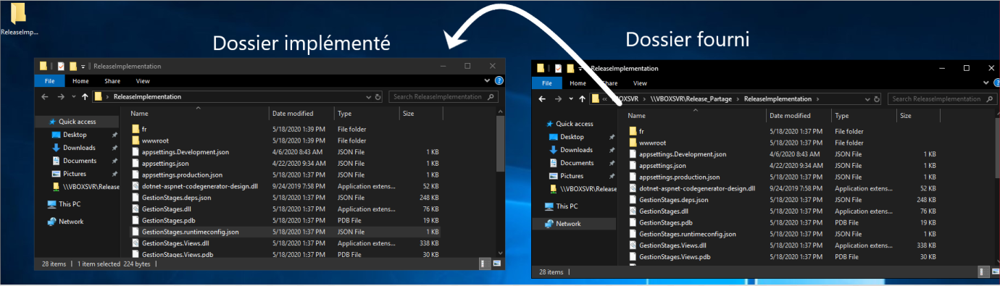 ReleaseImp...
Dossier implémenté
Dossier fourni
ReleaseImplementation
File Home Share View
ReleaseImplementation
Search ReleaseImplementation
Name Date modified Type Size
Quick access
Desktop
Downloads
Documents
Pictures
\\VBOXSVR\Release
This PC
Network
fr 5/18/2020 1:39 PM File folder
wwwroot 5/18/2020 1:39 PM File folder
appsettings.Development.json 4/6/2020 8:43 AM JSON File 1 KB
appsettings.json 4/22/2020 9:34 AM JSON File 1 KB
appsettings.production.json 5/18/2020 1:37 PM JSON File 1 KB
dotnet-aspnet-codegenerator-design.dll 9/24/2019 7:58 PM Application extens... 52 KB
GestionStages.deps.json 5/18/2020 1:37 PM JSON File 248 KB
GestionStages.dll 5/18/2020 1:37 PM Application extens... 76 KB
GestionStages.pdb 5/18/2020 1:37 PM PDB File 19 KB
GestionStages.runtimeconfig.json 5/18/2020 1:37 PM JSON File 1 KB
GestionStages.Views.dll 5/18/2020 1:37 PM Application extens... 338 KB
GestionStages.Views.pdb 5/18/2020 1:37 PM PDB File 30 KB
28 items 1 item selected 224 bytes
ReleaseImplementation
File Home Share View
« VBOXSVR \\VBOXSVR\Release_Partage ReleaseImplementation
Search ReleaseImplementation
Name Date modified Type Size
Quick access
Desktop
Downloads
Documents
Pictures
\\VBOXSVR\Release
This PC
Network
fr 5/18/2020 1:37 PM File folder
wwwroot 5/18/2020 1:37 PM File folder
appsettings.Development.json 4/6/2020 8:43 AM JSON File 1 KB
appsettings.json 4/22/2020 9:34 AM JSON File 1 KB
appsettings.production.json 5/18/2020 1:37 PM JSON File 1 KB
dotnet-aspnet-codegenerator-design.dll 9/24/2019 7:58 PM Application extens... 52 KB
GestionStages.deps.json 5/18/2020 1:37 PM JSON File 248 KB
GestionStages.dll 5/18/2020 1:37 PM Application extens... 76 KB
GestionStages.pdb 5/18/2020 1:37 PM PDB File 19 KB
GestionStages.runtimeconfig.json 5/18/2020 1:37 PM JSON File 1 KB
GestionStages.Views.dll 5/18/2020 1:37 PM Application extens... 338 KB
GestionStages.Views.pdb 5/18/2020 1:37 PM PDB File 30 KB
28 items